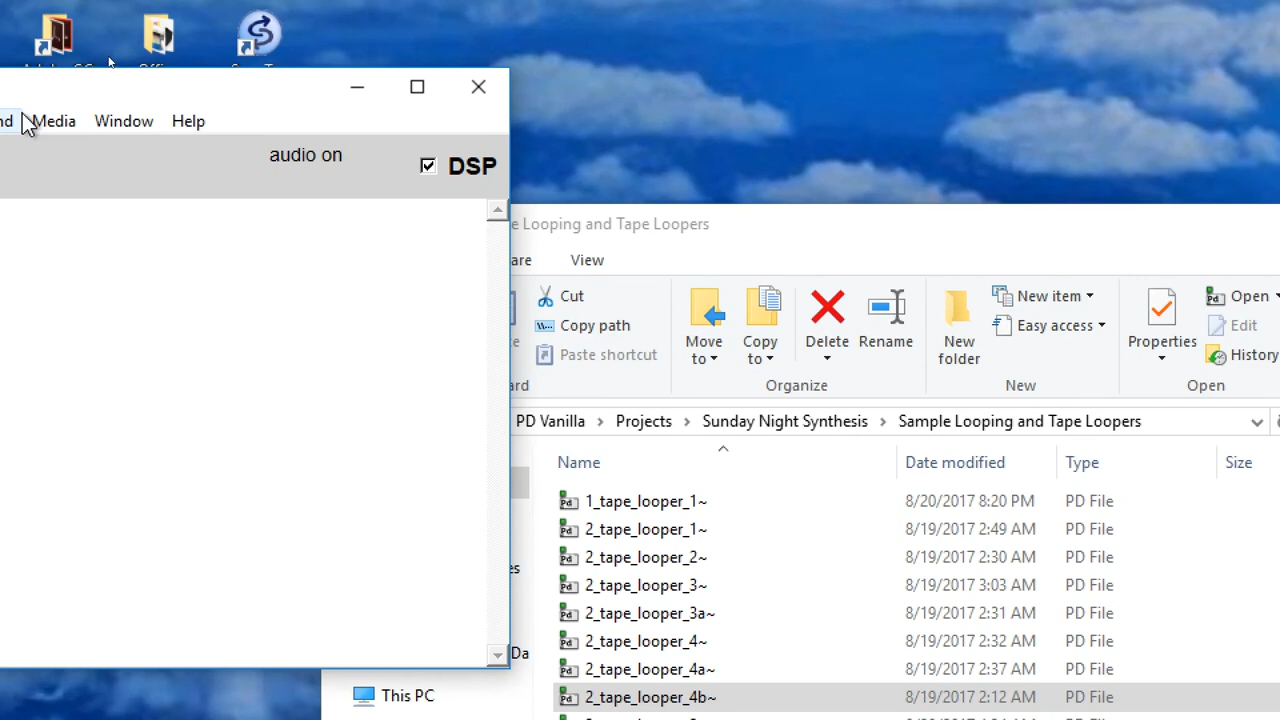 nd Media Window Help
audio on
DSP
e Looping and Tape Loopers
are View
Cut
Copy path
Paste shortcut
Move to
Copy to
Delete
Rename
New folder
New item
Easy access
Properties
Open
Edit
History
ard Organize New Open
PD Vanilla > Projects > Sunday Night Synthesis > Sample Looping and Tape Loopers
Name Date modified Type Size
1_tape_looper_1~ 8/20/2017 8:20 PM PD File
2_tape_looper_1~ 8/19/2017 2:49 AM PD File
2_tape_looper_2~ 8/19/2017 2:30 AM PD File
2_tape_looper_3~ 8/19/2017 3:03 AM PD File
2_tape_looper_3a~ 8/19/2017 2:31 AM PD File
2_tape_looper_4~ 8/19/2017 2:32 AM PD File
2_tape_looper_4a~ 8/19/2017 2:37 AM PD File
This PC
2_tape_looper_4b~ 8/19/2017 2:12 AM PD File